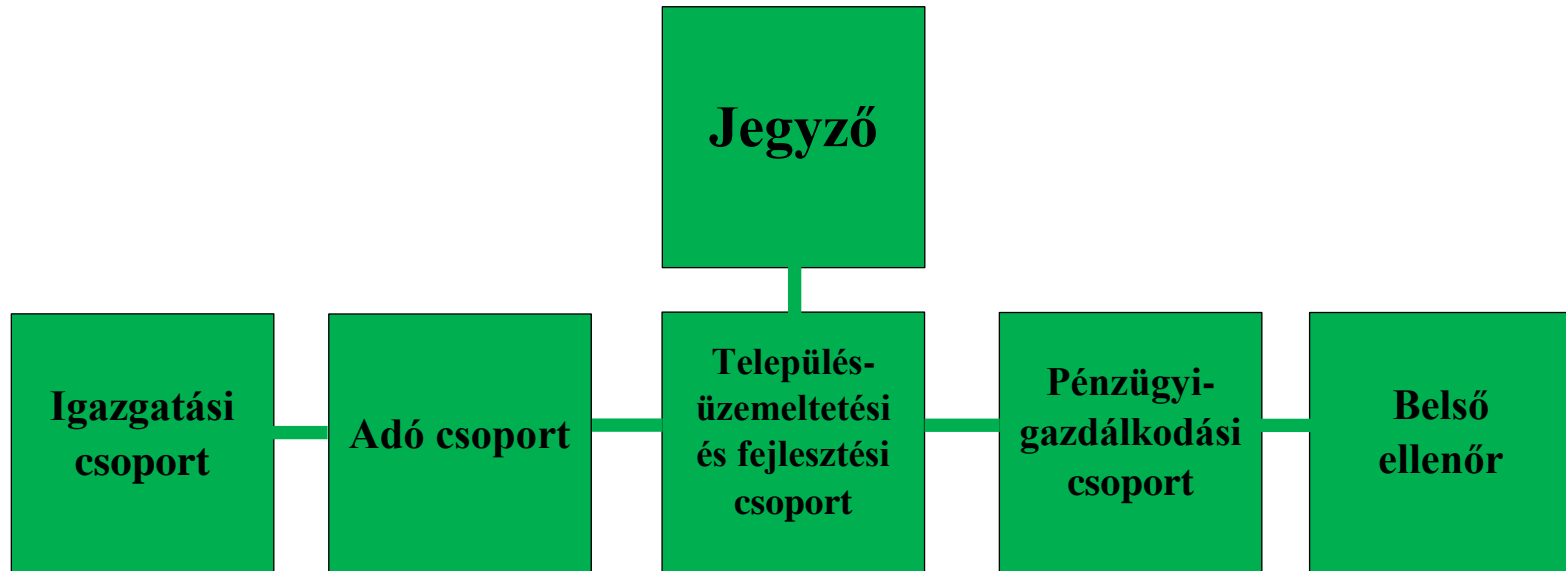 Jegyző
Igazgatási
csoport
Adó csoport
Település-
üzemeltetési
és fejlesztési
csoport
Pénzügyi-
gazdálkodási
csoport
Belső
ellenőr